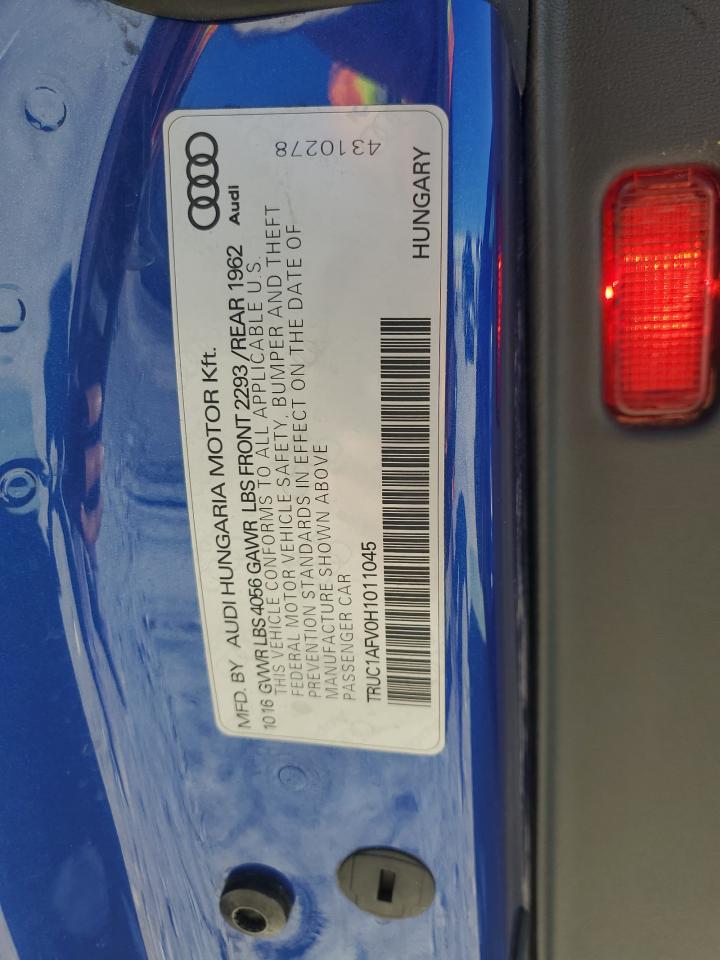 MFD. BY AUDI HUNGARIA MOTOR Kft.
Audi
1016 GVWR LBS 4056 GAWR LBS FRONT 2293 /REAR 1962
THIS VEHICLE CONFORMS TO ALL APPLICABLE U.S.
FEDERAL MOTOR VEHICLE SAFETY, BUMPER AND THEFT
PREVENTION STANDARDS IN EFFECT ON THE DATE OF
MANUFACTURE SHOWN ABOVE
PASSENGER CAR
4310278
TRUC1AFV0H1011045
HUNGARY